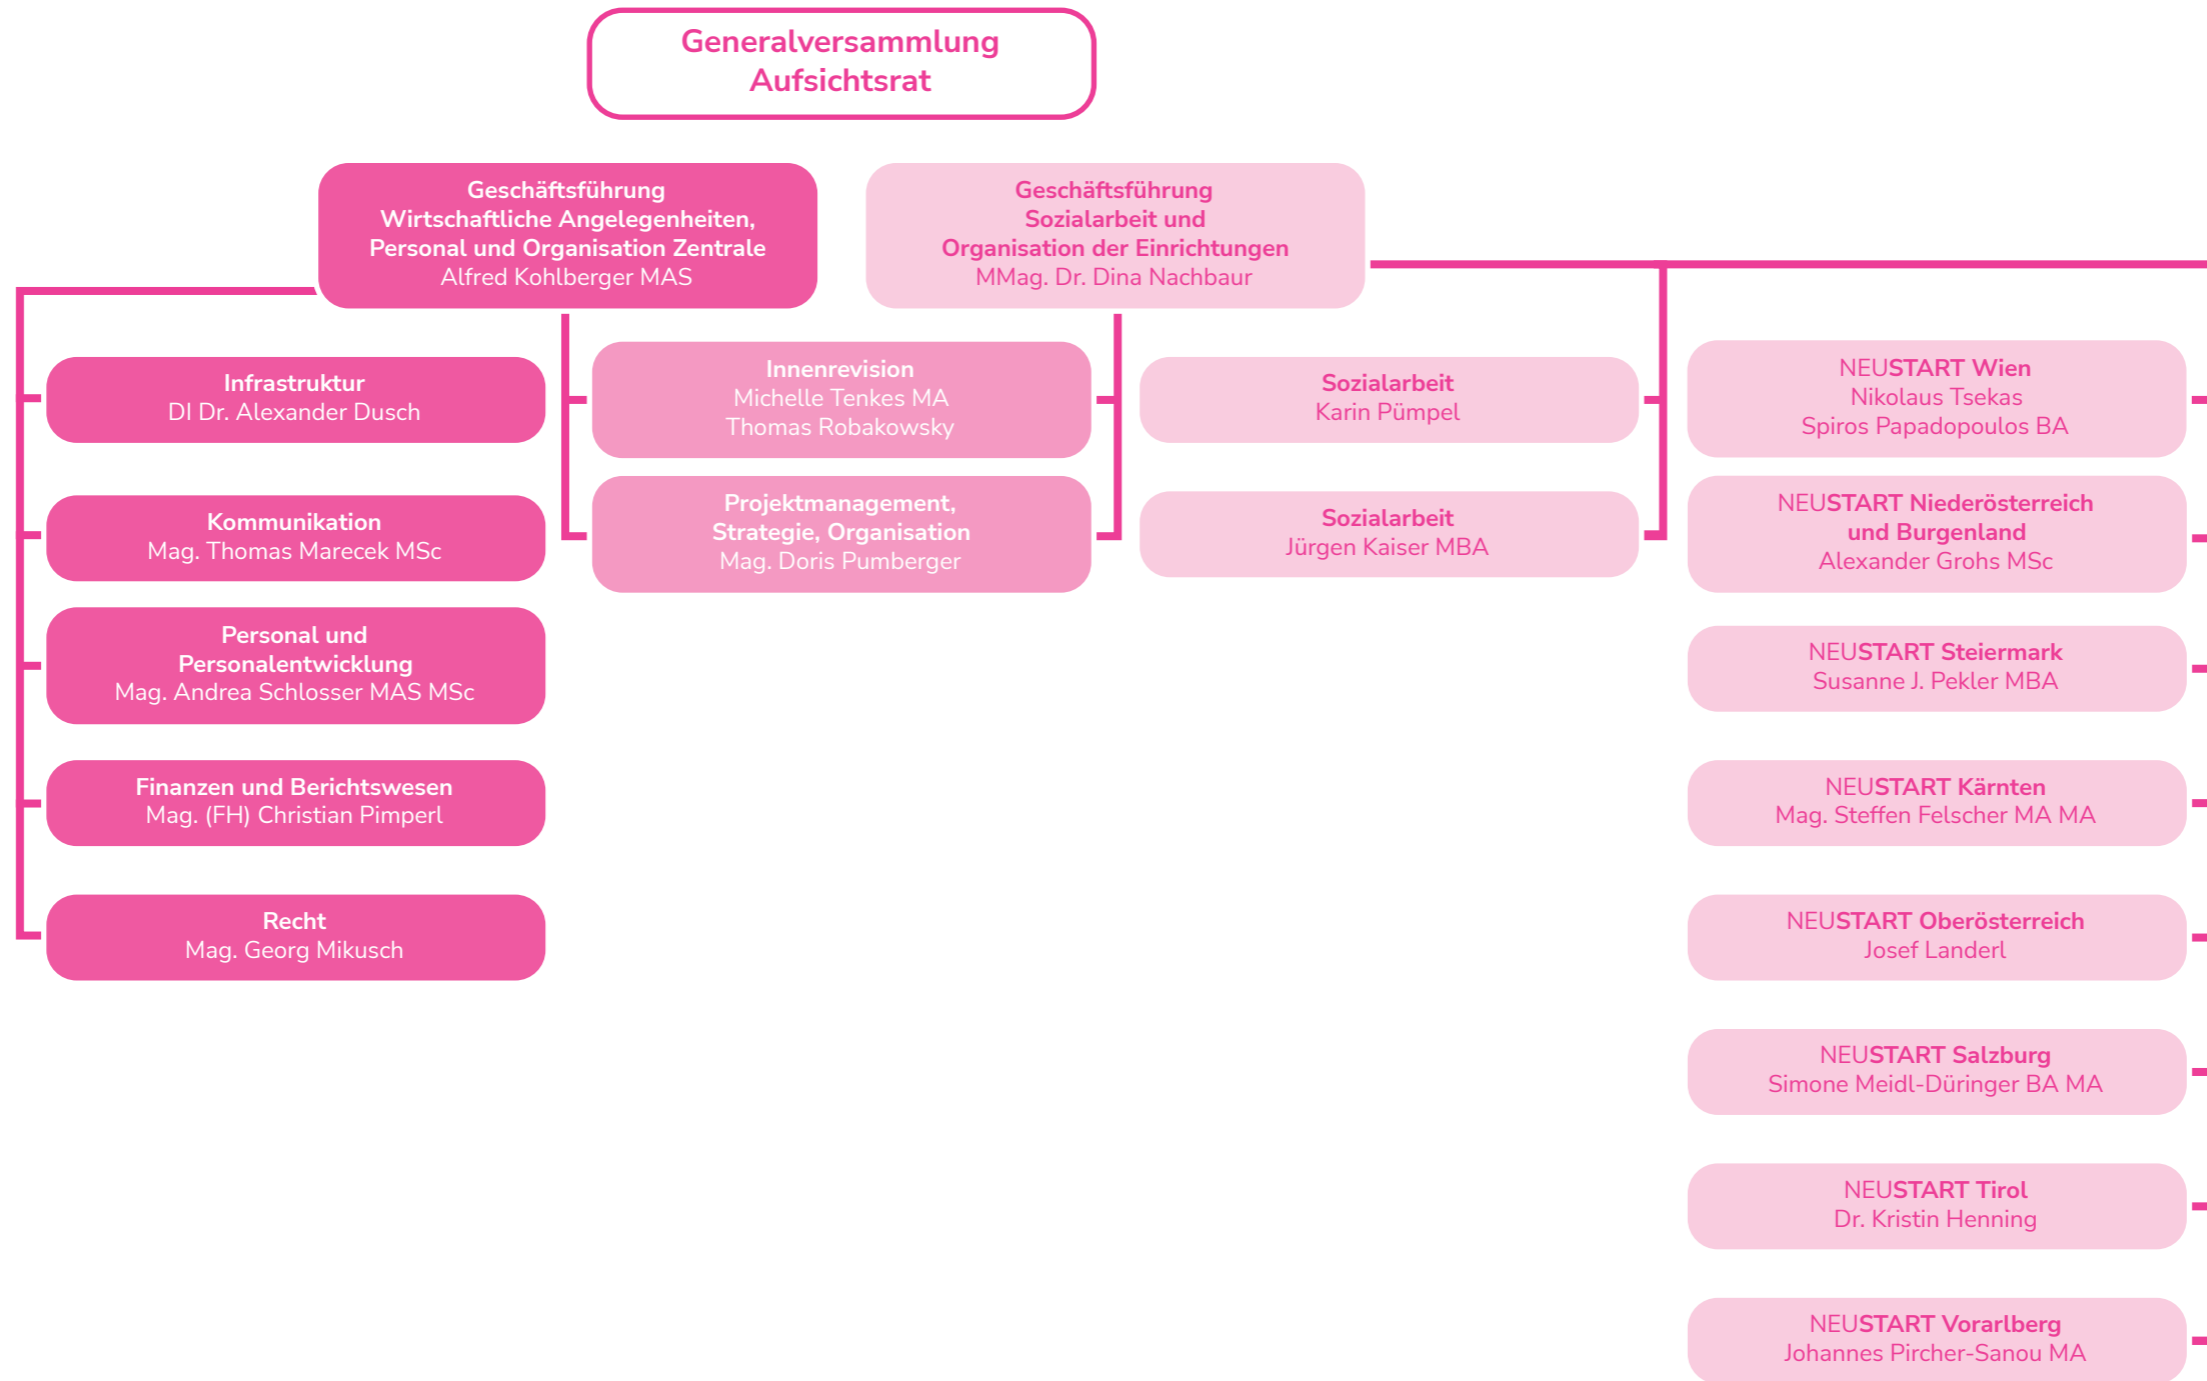 Generalversammlung
Aufsichtsrat
Geschäftsführung
Wirtschaftliche Angelegenheiten,
Personal und Organisation Zentrale
Alfred Kohlberger MAS
Geschäftsführung
Sozialarbeit und
Organisation der Einrichtungen
MMag. Dr. Dina Nachbaur
Infrastruktur
DI Dr. Alexander Dusch
Kommunikation
Mag. Thomas Marecek MSc
Personal und
Personalentwicklung
Mag. Andrea Schlosser MAS MSc
Finanzen und Berichtswesen
Mag. (FH) Christian Pimperl
Recht
Mag. Georg Mikusch
Innenrevision
Michelle Tenkes MA
Thomas Robakowsky
Projektmanagement,
Strategie, Organisation
Mag. Doris Pumberger
Sozialarbeit
Karin Pümpel
Sozialarbeit
Jürgen Kaiser MBA
NEUSTART Wien
Nikolaus Tsekas
Spiros Papadopoulos BA
NEUSTART Niederösterreich
und Burgenland
Alexander Grohs MSc
NEUSTART Steiermark
Susanne J. Pekler MBA
NEUSTART Kärnten
Mag. Steffen Felscher MA MA
NEUSTART Oberösterreich
Josef Landerl
NEUSTART Salzburg
Simone Meidl-Düringer BA MA
NEUSTART Tirol
Dr. Kristin Henning
NEUSTART Vorarlberg
Johannes Pircher-Sanou MA